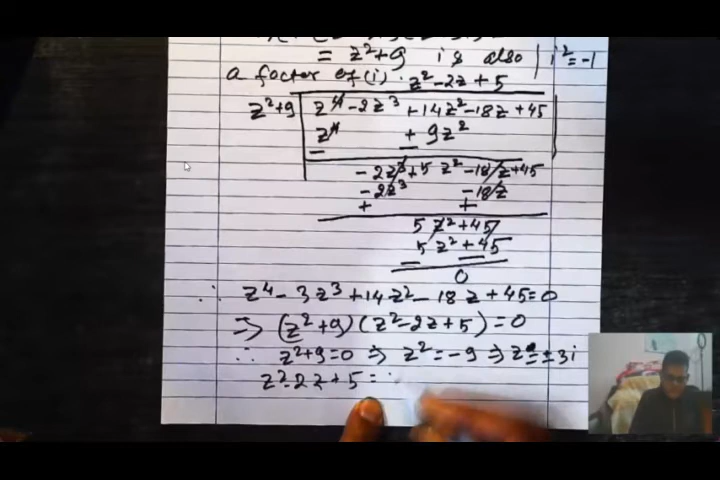 = z²+9 is also | i²=-1
a factor of (i). z²-2z+5
z²+9 | z⁴-2z³+14z²-18z+45
z⁴ + 9z²
- -
-2z³+5z²-18z+45
-2z³ -18z
+ +
5z²+45
5z²+45
- -
0
∴ z⁴-3z³+14z²-18z+45=0
⇒ (z²+9)(z²-2z+5)=0
∴ z²+9=0 ⇒ z²=-9 ⇒ z=±3i
z²-2z+5=